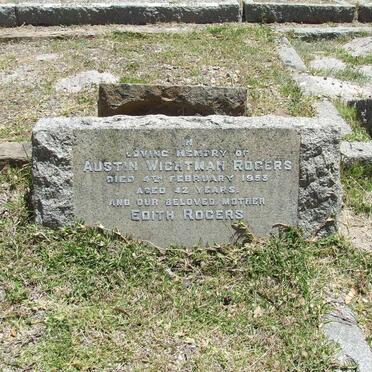 IN
LOVING MEMORY OF
AUSTIN WIGHTMAN ROGERS
DIED 4TH FEBRUARY 1953
AGED 42 YEARS.
AND OUR BELOVED MOTHER
EDITH ROGERS